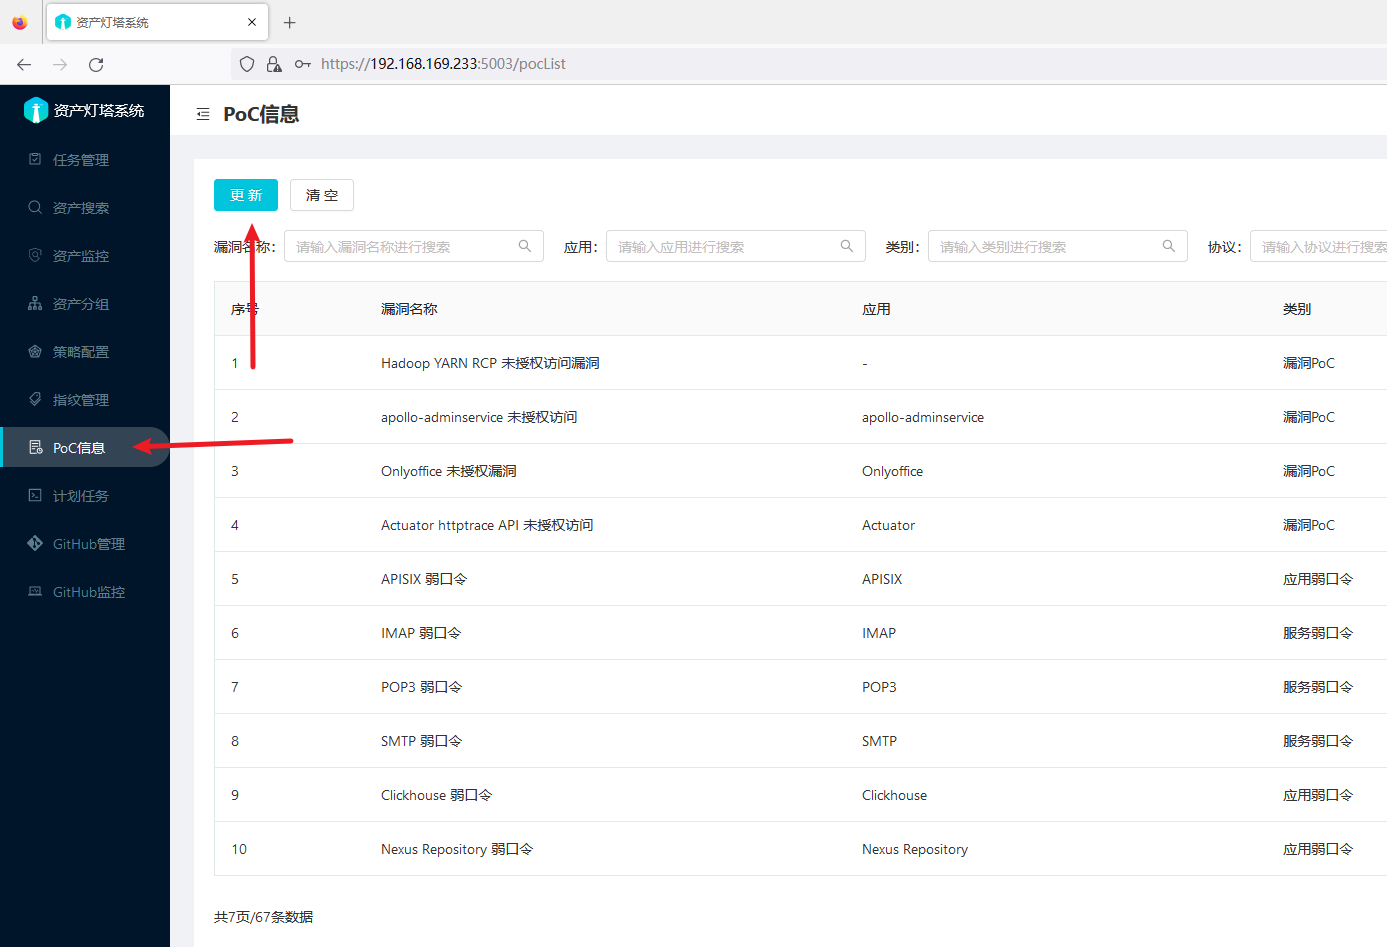 资产灯塔系统
https://192.168.169.233:5003/pocList
资产灯塔系统
PoC信息
任务管理
资产搜索
资产监控
资产分组
策略配置
指纹管理
PoC信息
计划任务
GitHub管理
GitHub监控
更 新 清 空
漏洞名称: 请输入漏洞名称进行搜索 应用: 请输入应用进行搜索 类别: 请输入类别进行搜索 协议: 请输入协议进行搜索
序号 漏洞名称 应用 类别
1 Hadoop YARN RCP 未授权访问漏洞 - 漏洞PoC
2 apollo-adminservice 未授权访问 apollo-adminservice 漏洞PoC
3 Onlyoffice 未授权漏洞 Onlyoffice 漏洞PoC
4 Actuator httptrace API 未授权访问 Actuator 漏洞PoC
5 APISIX 弱口令 APISIX 应用弱口令
6 IMAP 弱口令 IMAP 服务弱口令
7 POP3 弱口令 POP3 服务弱口令
8 SMTP 弱口令 SMTP 服务弱口令
9 Clickhouse 弱口令 Clickhouse 应用弱口令
10 Nexus Repository 弱口令 Nexus Repository 应用弱口令
共7页/67条数据